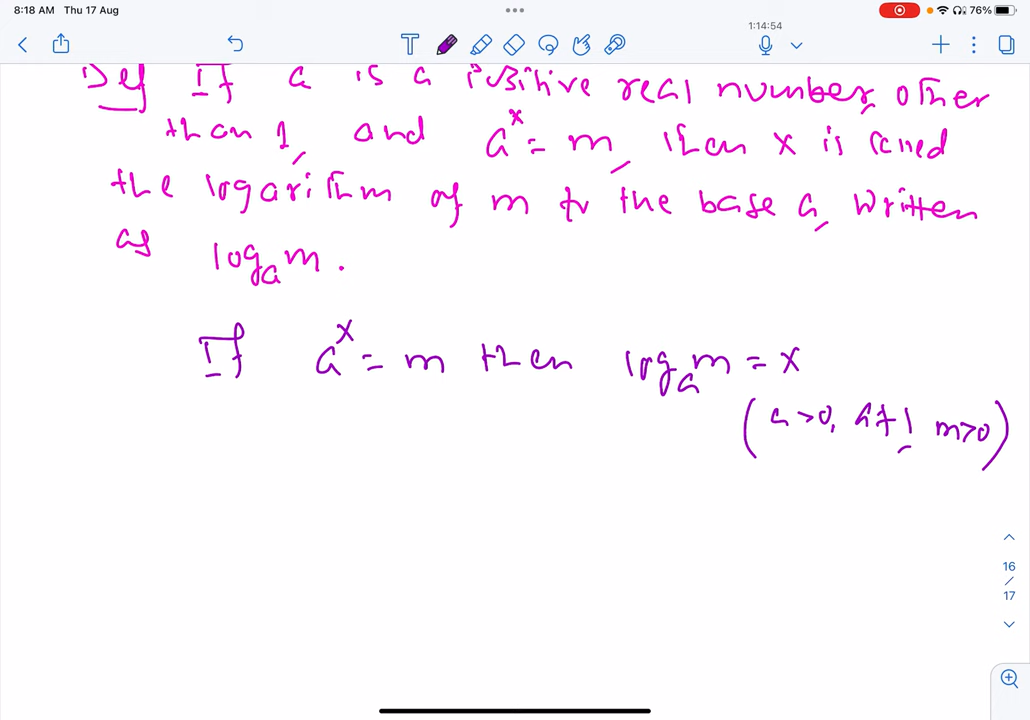 8:18 AM Thu 17 Aug
76%
1:14:54
Def If a is a positive real number, other
than 1, and a^x = m, then x is called
the logarithm of m to the base a, written
as log_a m.
If a^x = m then log_a m = x
(a > 0, a ≠ 1, m > 0)
16
/
17